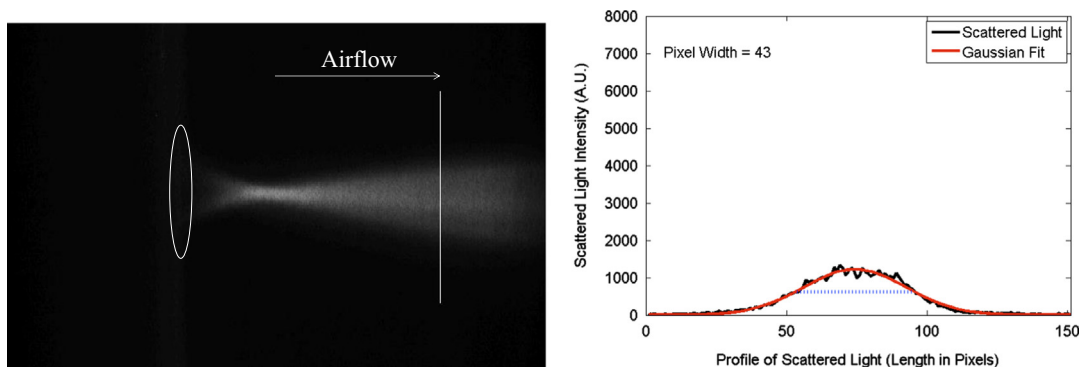 Airflow
8000
7000
6000
5000
4000
3000
2000
1000
0
0
50
100
150
Scattered Light Intensity (A.U.)
Profile of Scattered Light (Length in Pixels)
Pixel Width = 43
Scattered Light
Gaussian Fit